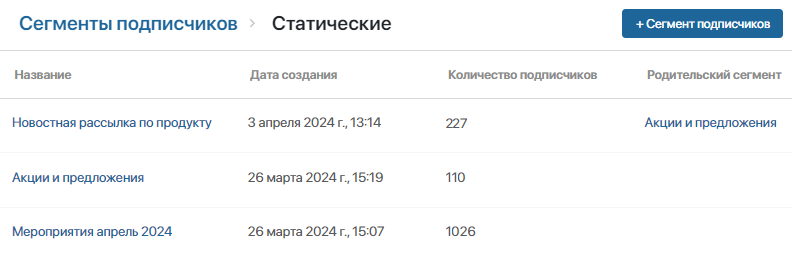 Сегменты подписчиков > Статические + Сегмент подписчиков
Название Дата создания Количество подписчиков Родительский сегмент
Новостная рассылка по продукту 3 апреля 2024 г., 13:14 227 Акции и предложения
Акции и предложения 26 марта 2024 г., 15:19 110
Мероприятия апрель 2024 26 марта 2024 г., 15:07 1026